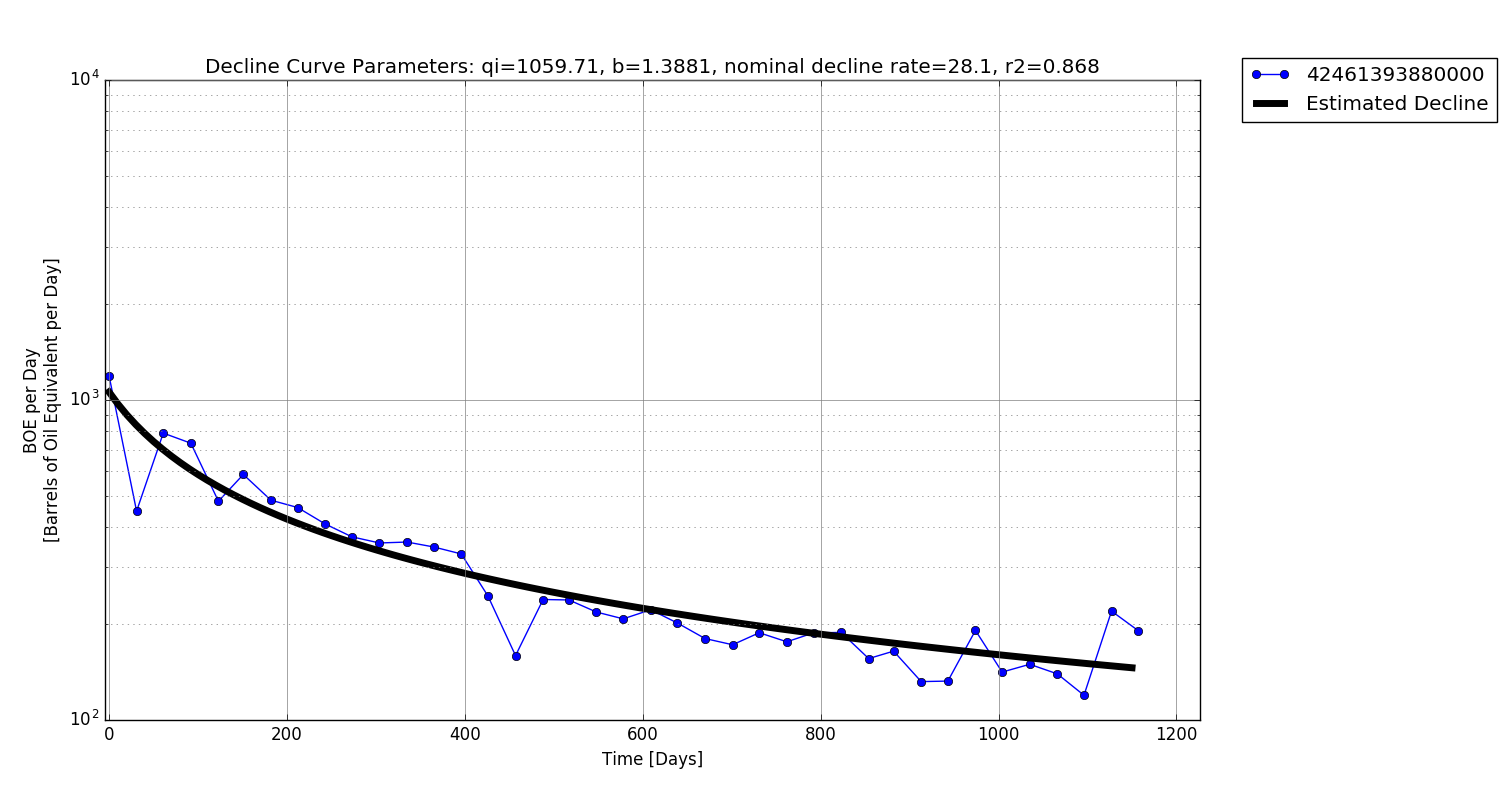 Decline Curve Parameters: qi=1059.71, b=1.3881, nominal decline rate=28.1, r2=0.868
42461393880000
Estimated Decline
10^4
10^3
10^2
BOE per Day
[Barrels of Oil Equivalent per Day]
0 200 400 600 800 1000 1200
Time [Days]